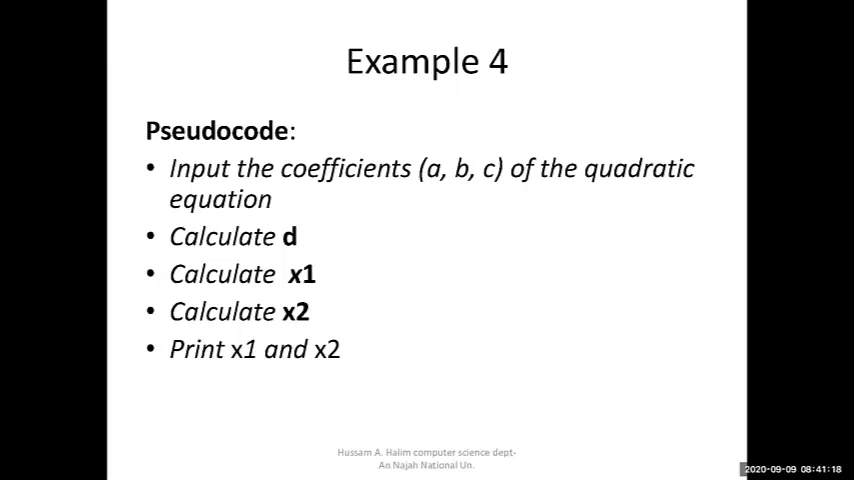 Example 4
Pseudocode:
• Input the coefficients (a, b, c) of the quadratic
equation
• Calculate d
• Calculate x1
• Calculate x2
• Print x1 and x2
Hussam A. Halim computer science dept-
An Najah National Un.
2020-09-09 08:41:18